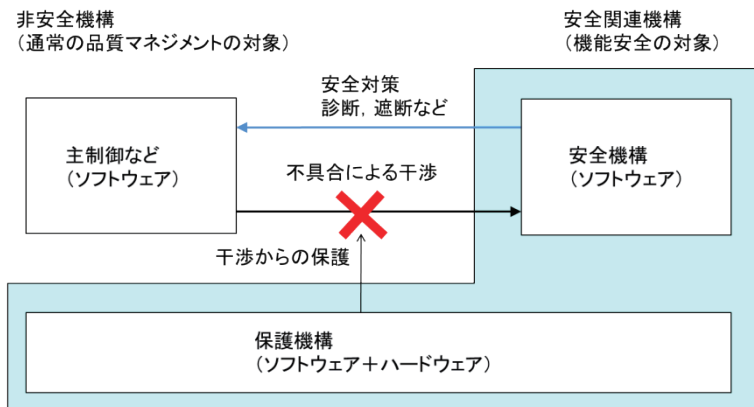 非安全機構
（通常の品質マネジメントの対象）
安全関連機構
（機能安全の対象）
安全対策
診断，遮断など
主制御など
（ソフトウェア）
安全機構
（ソフトウェア）
不具合による干渉
干渉からの保護
保護機構
（ソフトウェア＋ハードウェア）